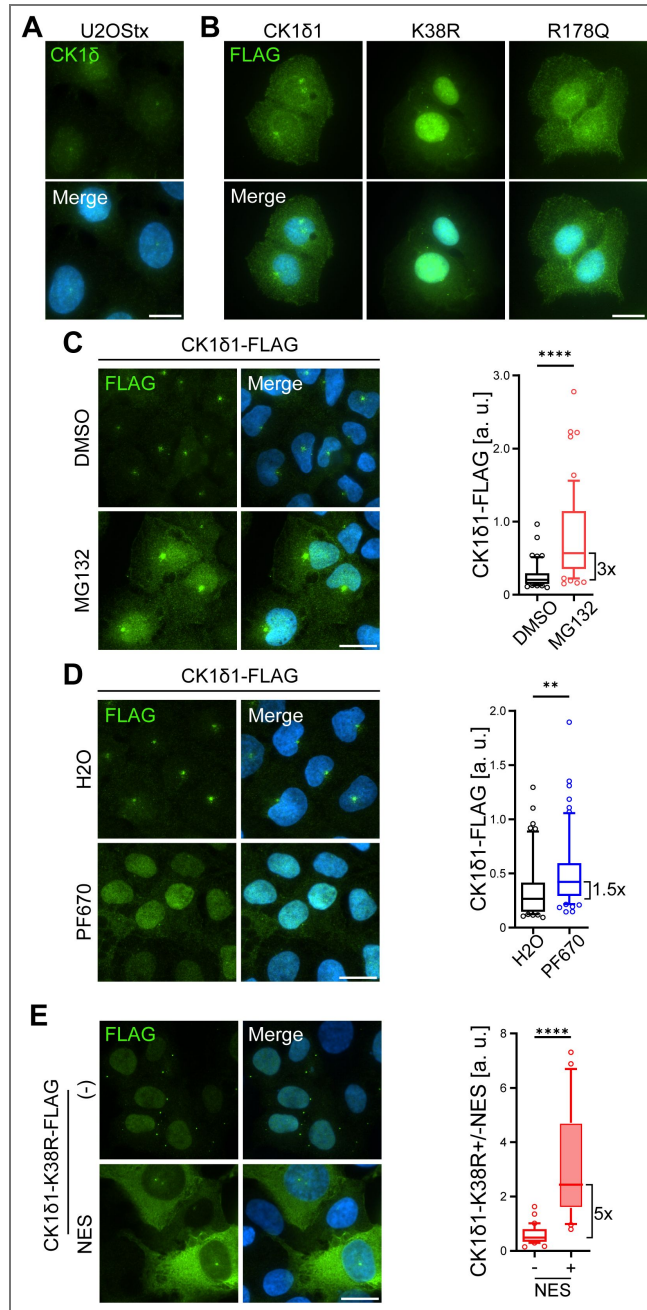 A
U2OStx
CK1δ
Merge
B
CK1δ1
K38R
R178Q
FLAG
Merge
C
CK1δ1-FLAG
FLAG
Merge
DMSO
MG132
****
CK1δ1-FLAG [a. u.]
3.0
2.0
1.0
0
3x
DMSO
MG132
D
CK1δ1-FLAG
FLAG
Merge
H2O
PF670
**
CK1δ1-FLAG [a. u.]
2.0
1.5
1.0
0.5
0
1.5x
H2O
PF670
E
FLAG
Merge
CK1δ1-K38R-FLAG
(-)
NES
****
CK1δ1-K38R+/-NES [a. u.]
8
6
4
2
0
5x
- +
NES